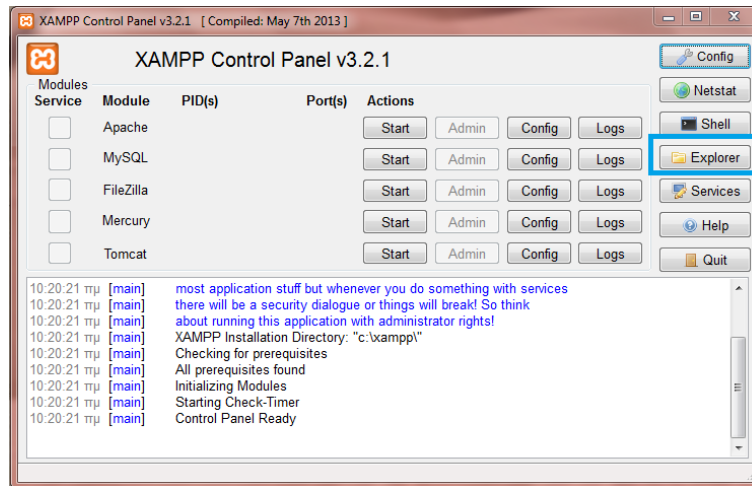 XAMPP Control Panel v3.2.1 [ Compiled: May 7th 2013 ]
XAMPP Control Panel v3.2.1
Config
Modules
Netstat
Service Module PID(s) Port(s) Actions
Apache Start Admin Config Logs
Shell
MySQL Start Admin Config Logs
Explorer
FileZilla Start Admin Config Logs
Services
Mercury Start Admin Config Logs
Help
Tomcat Start Admin Config Logs
Quit
10:20:21 πμ [main] most application stuff but whenever you do something with services
10:20:21 πμ [main] there will be a security dialogue or things will break! So think
10:20:21 πμ [main] about running this application with administrator rights!
10:20:21 πμ [main] XAMPP Installation Directory: "c:\xampp\"
10:20:21 πμ [main] Checking for prerequisites
10:20:21 πμ [main] All prerequisites found
10:20:21 πμ [main] Initializing Modules
10:20:21 πμ [main] Starting Check-Timer
10:20:21 πμ [main] Control Panel Ready